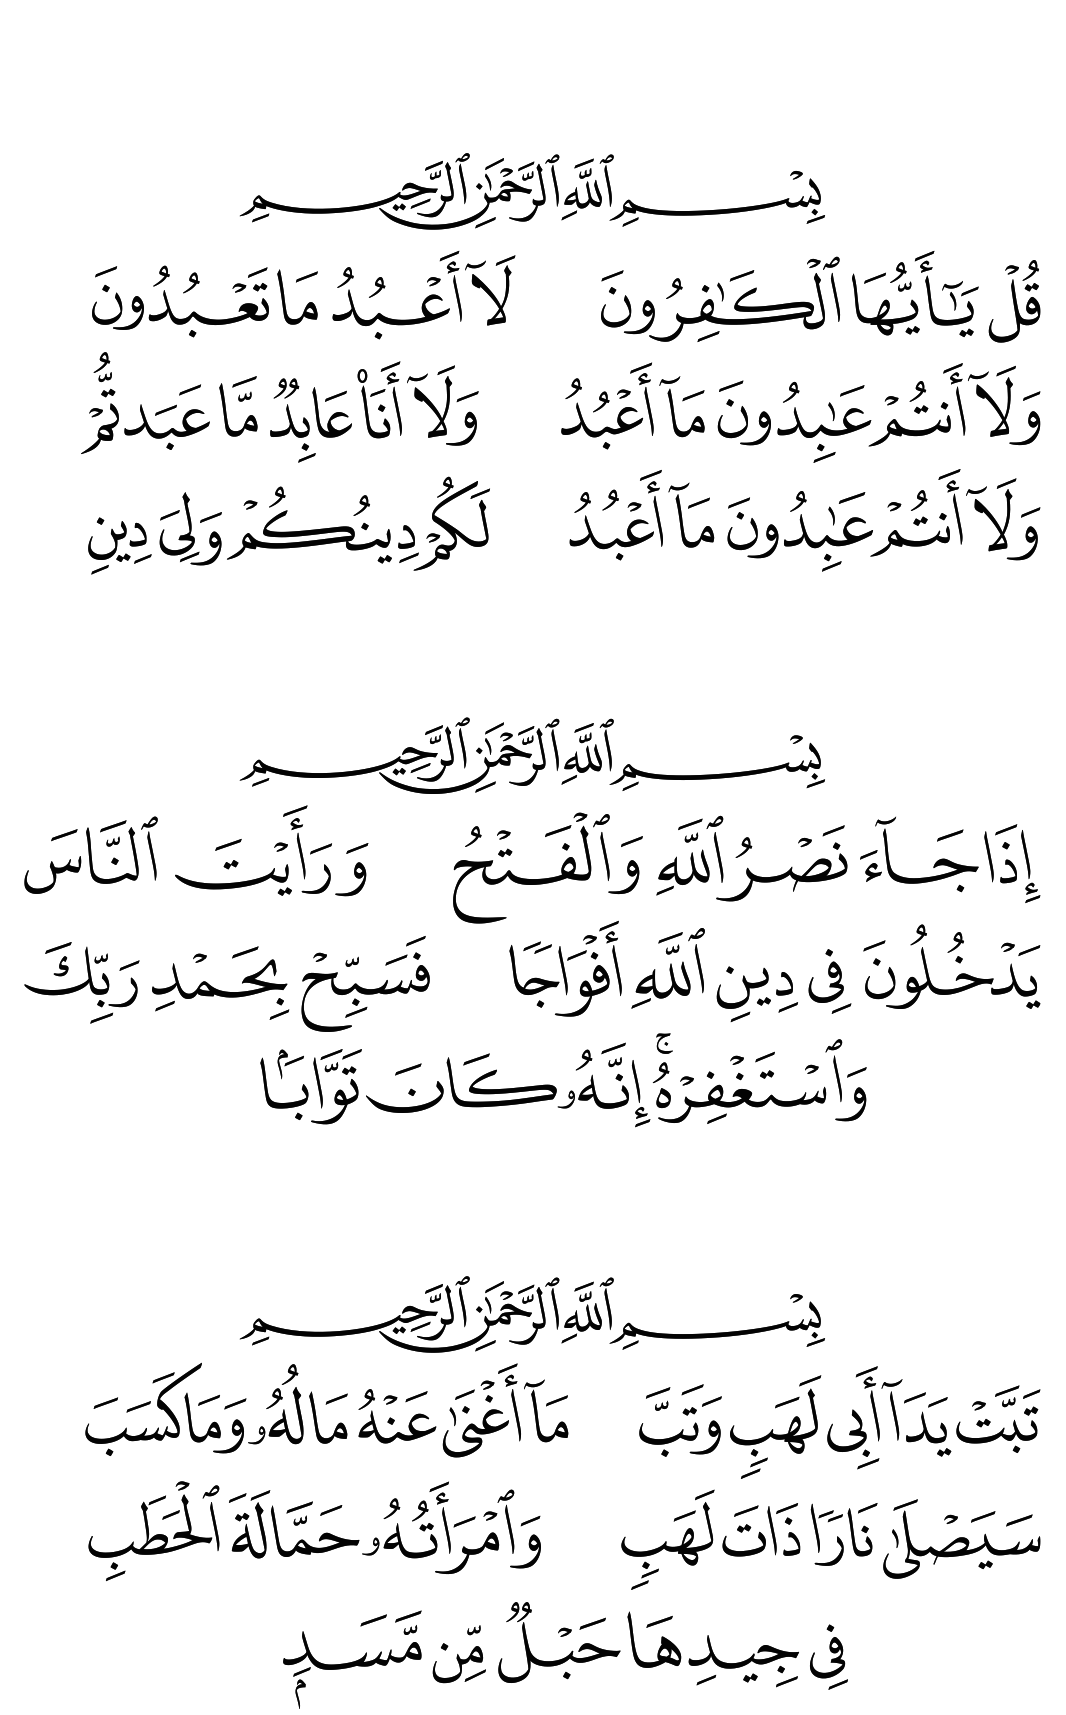 بِسْمِ ٱللَّهِ ٱلرَّحْمَٰنِ ٱلرَّحِيمِ
قُلْ يَٰٓأَيُّهَا ٱلْكَٰفِرُونَ لَآ أَعْبُدُ مَا تَعْبُدُونَ
وَلَآ أَنتُمْ عَٰبِدُونَ مَآ أَعْبُدُ وَلَآ أَنَا۠ عَابِدٌ مَّا عَبَدتُّمْ
وَلَآ أَنتُمْ عَٰبِدُونَ مَآ أَعْبُدُ لَكُمْ دِينُكُمْ وَلِىَ دِينِ
بِسْمِ ٱللَّهِ ٱلرَّحْمَٰنِ ٱلرَّحِيمِ
إِذَا جَآءَ نَصْرُ ٱللَّهِ وَٱلْفَتْحُ وَرَأَيْتَ ٱلنَّاسَ
يَدْخُلُونَ فِى دِينِ ٱللَّهِ أَفْوَاجًا فَسَبِّحْ بِحَمْدِ رَبِّكَ
وَٱسْتَغْفِرْهُ ۚ إِنَّهُۥ كَانَ تَوَّابًۢا
بِسْمِ ٱللَّهِ ٱلرَّحْمَٰنِ ٱلرَّحِيمِ
تَبَّتْ يَدَآ أَبِى لَهَبٍ وَتَبَّ مَآ أَغْنَىٰ عَنْهُ مَالُهُۥ وَمَا كَسَبَ
سَيَصْلَىٰ نَارًا ذَاتَ لَهَبٍ وَٱمْرَأَتُهُۥ حَمَّالَةَ ٱلْحَطَبِ
فِى جِيدِهَا حَبْلٌ مِّن مَّسَدٍۭ